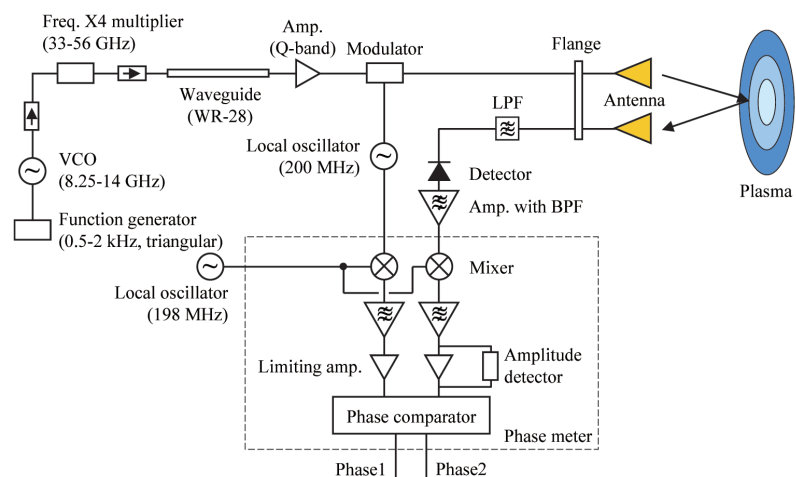 Freq. X4 multiplier
(33-56 GHz)
Amp.
(Q-band)
Modulator
Flange
Waveguide
(WR-28)
LPF
Antenna
Local oscillator
(200 MHz)
VCO
(8.25-14 GHz)
Detector
Plasma
Amp. with BPF
Function generator
(0.5-2 kHz, triangular)
Mixer
Local oscillator
(198 MHz)
Limiting amp.
Amplitude
detector
Phase comparator
Phase meter
Phase1
Phase2